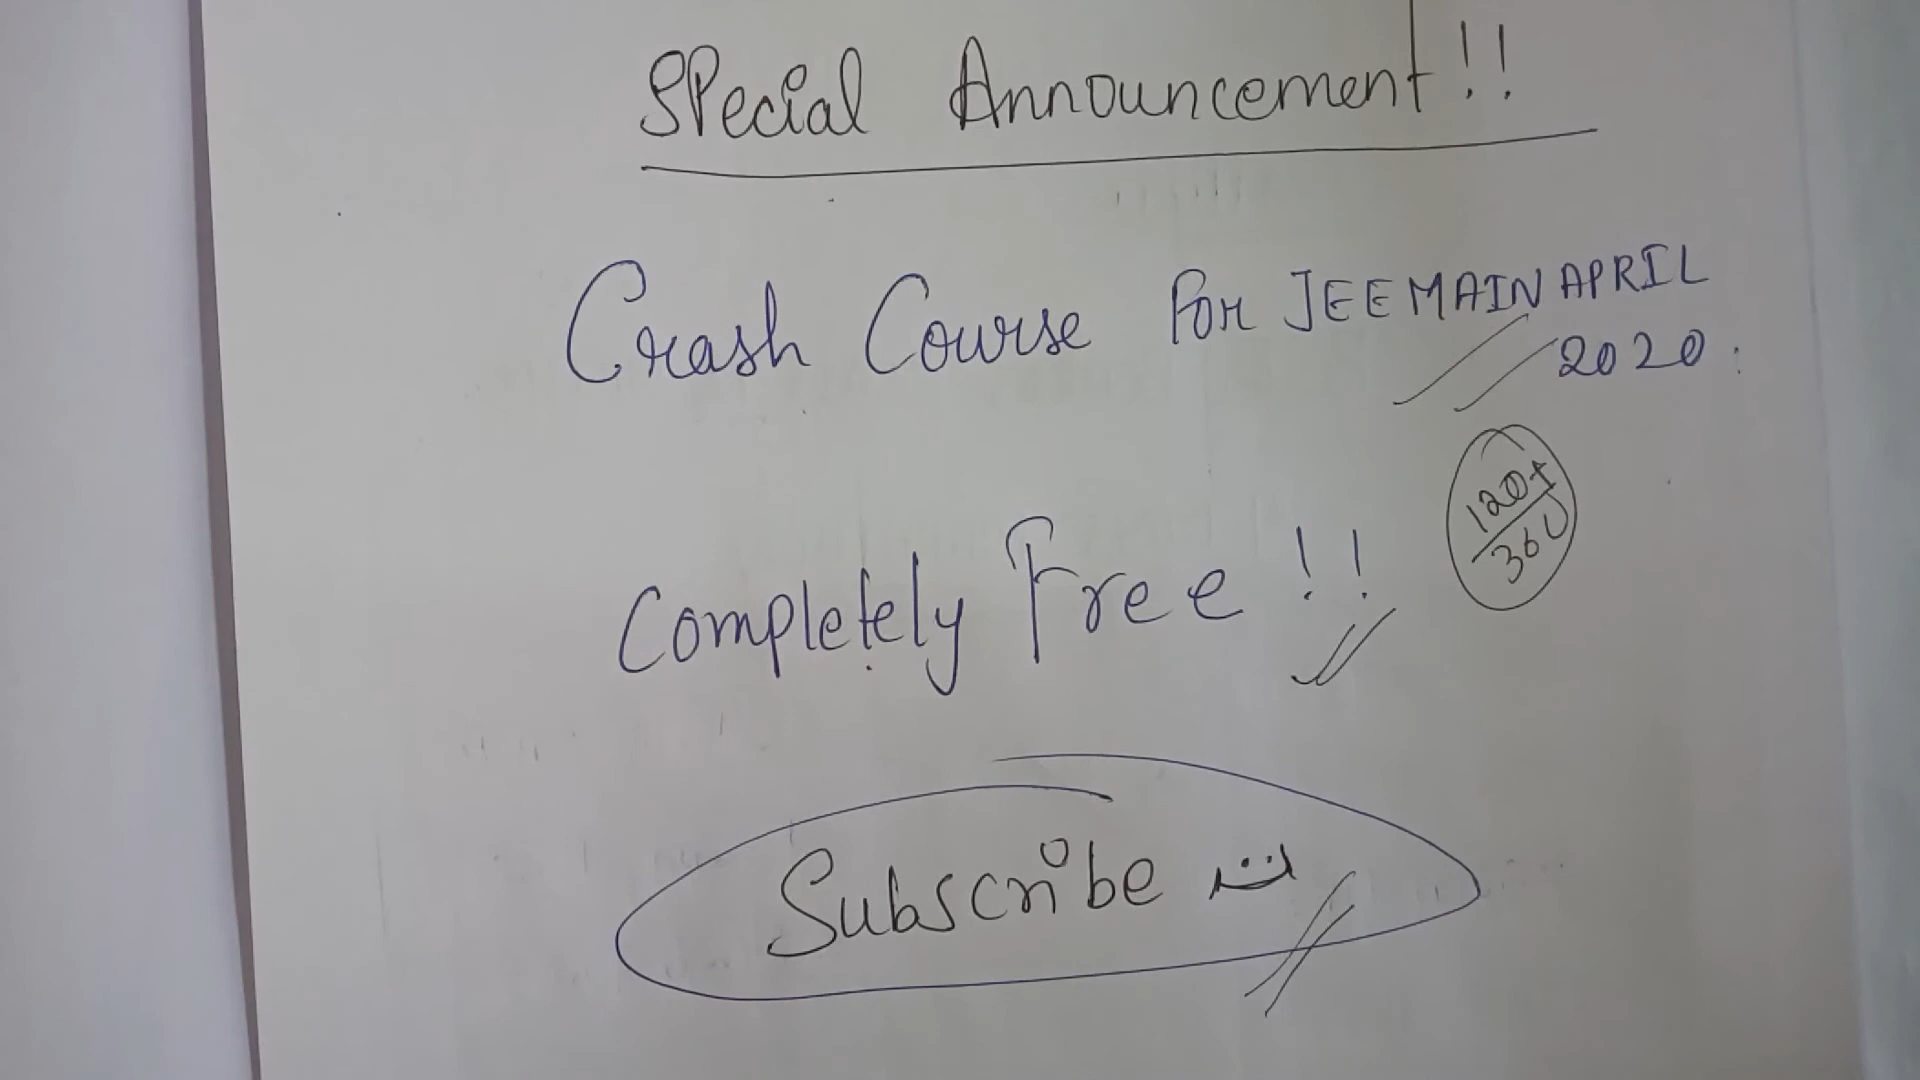 Special Announcement!!
Crash Course For JEE MAIN APRIL
2020.
120+
360
Completely Free!!
Subscribe